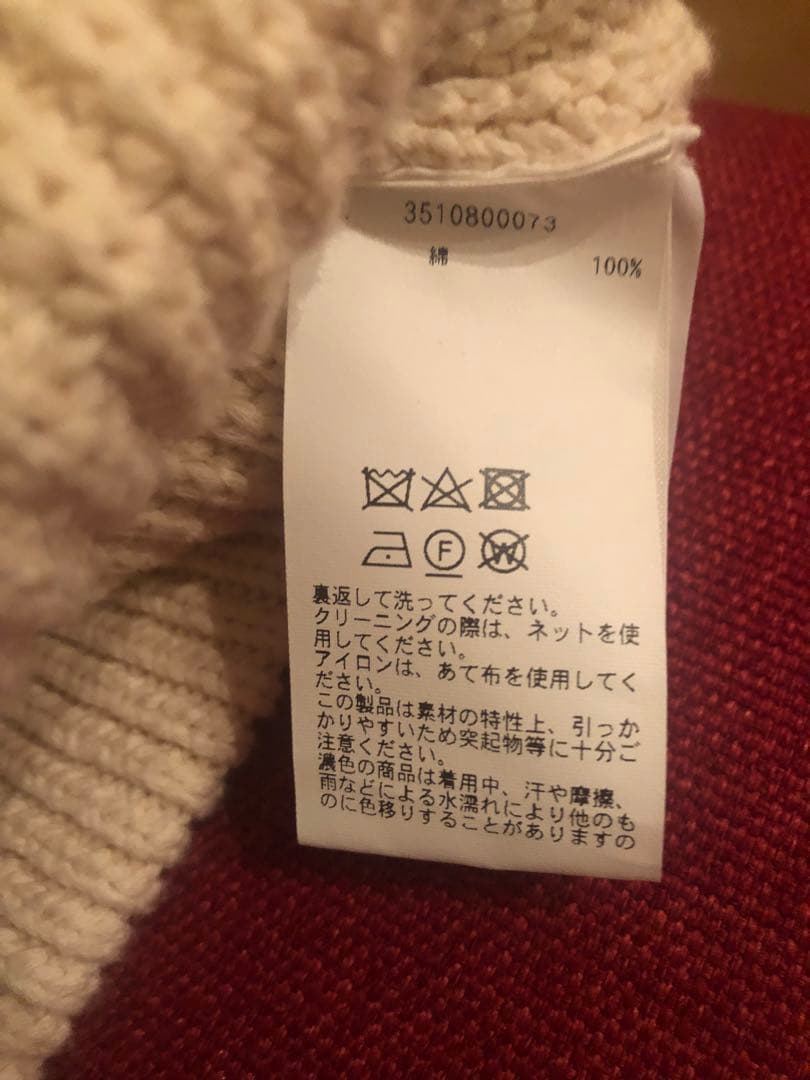 3510800073
綿 100%
F W
裏返して洗ってください。
クリーニングの際は、ネットを使
用してください。
アイロンは、あて布を使用してく
ださい。
この製品は素材の特性上、引っか
かりやすいため突起物等に十分ご
注意ください。
濃色の商品は着用中、汗や摩擦、
雨などによる水濡れにより他のも
のに色移りすることがありますの